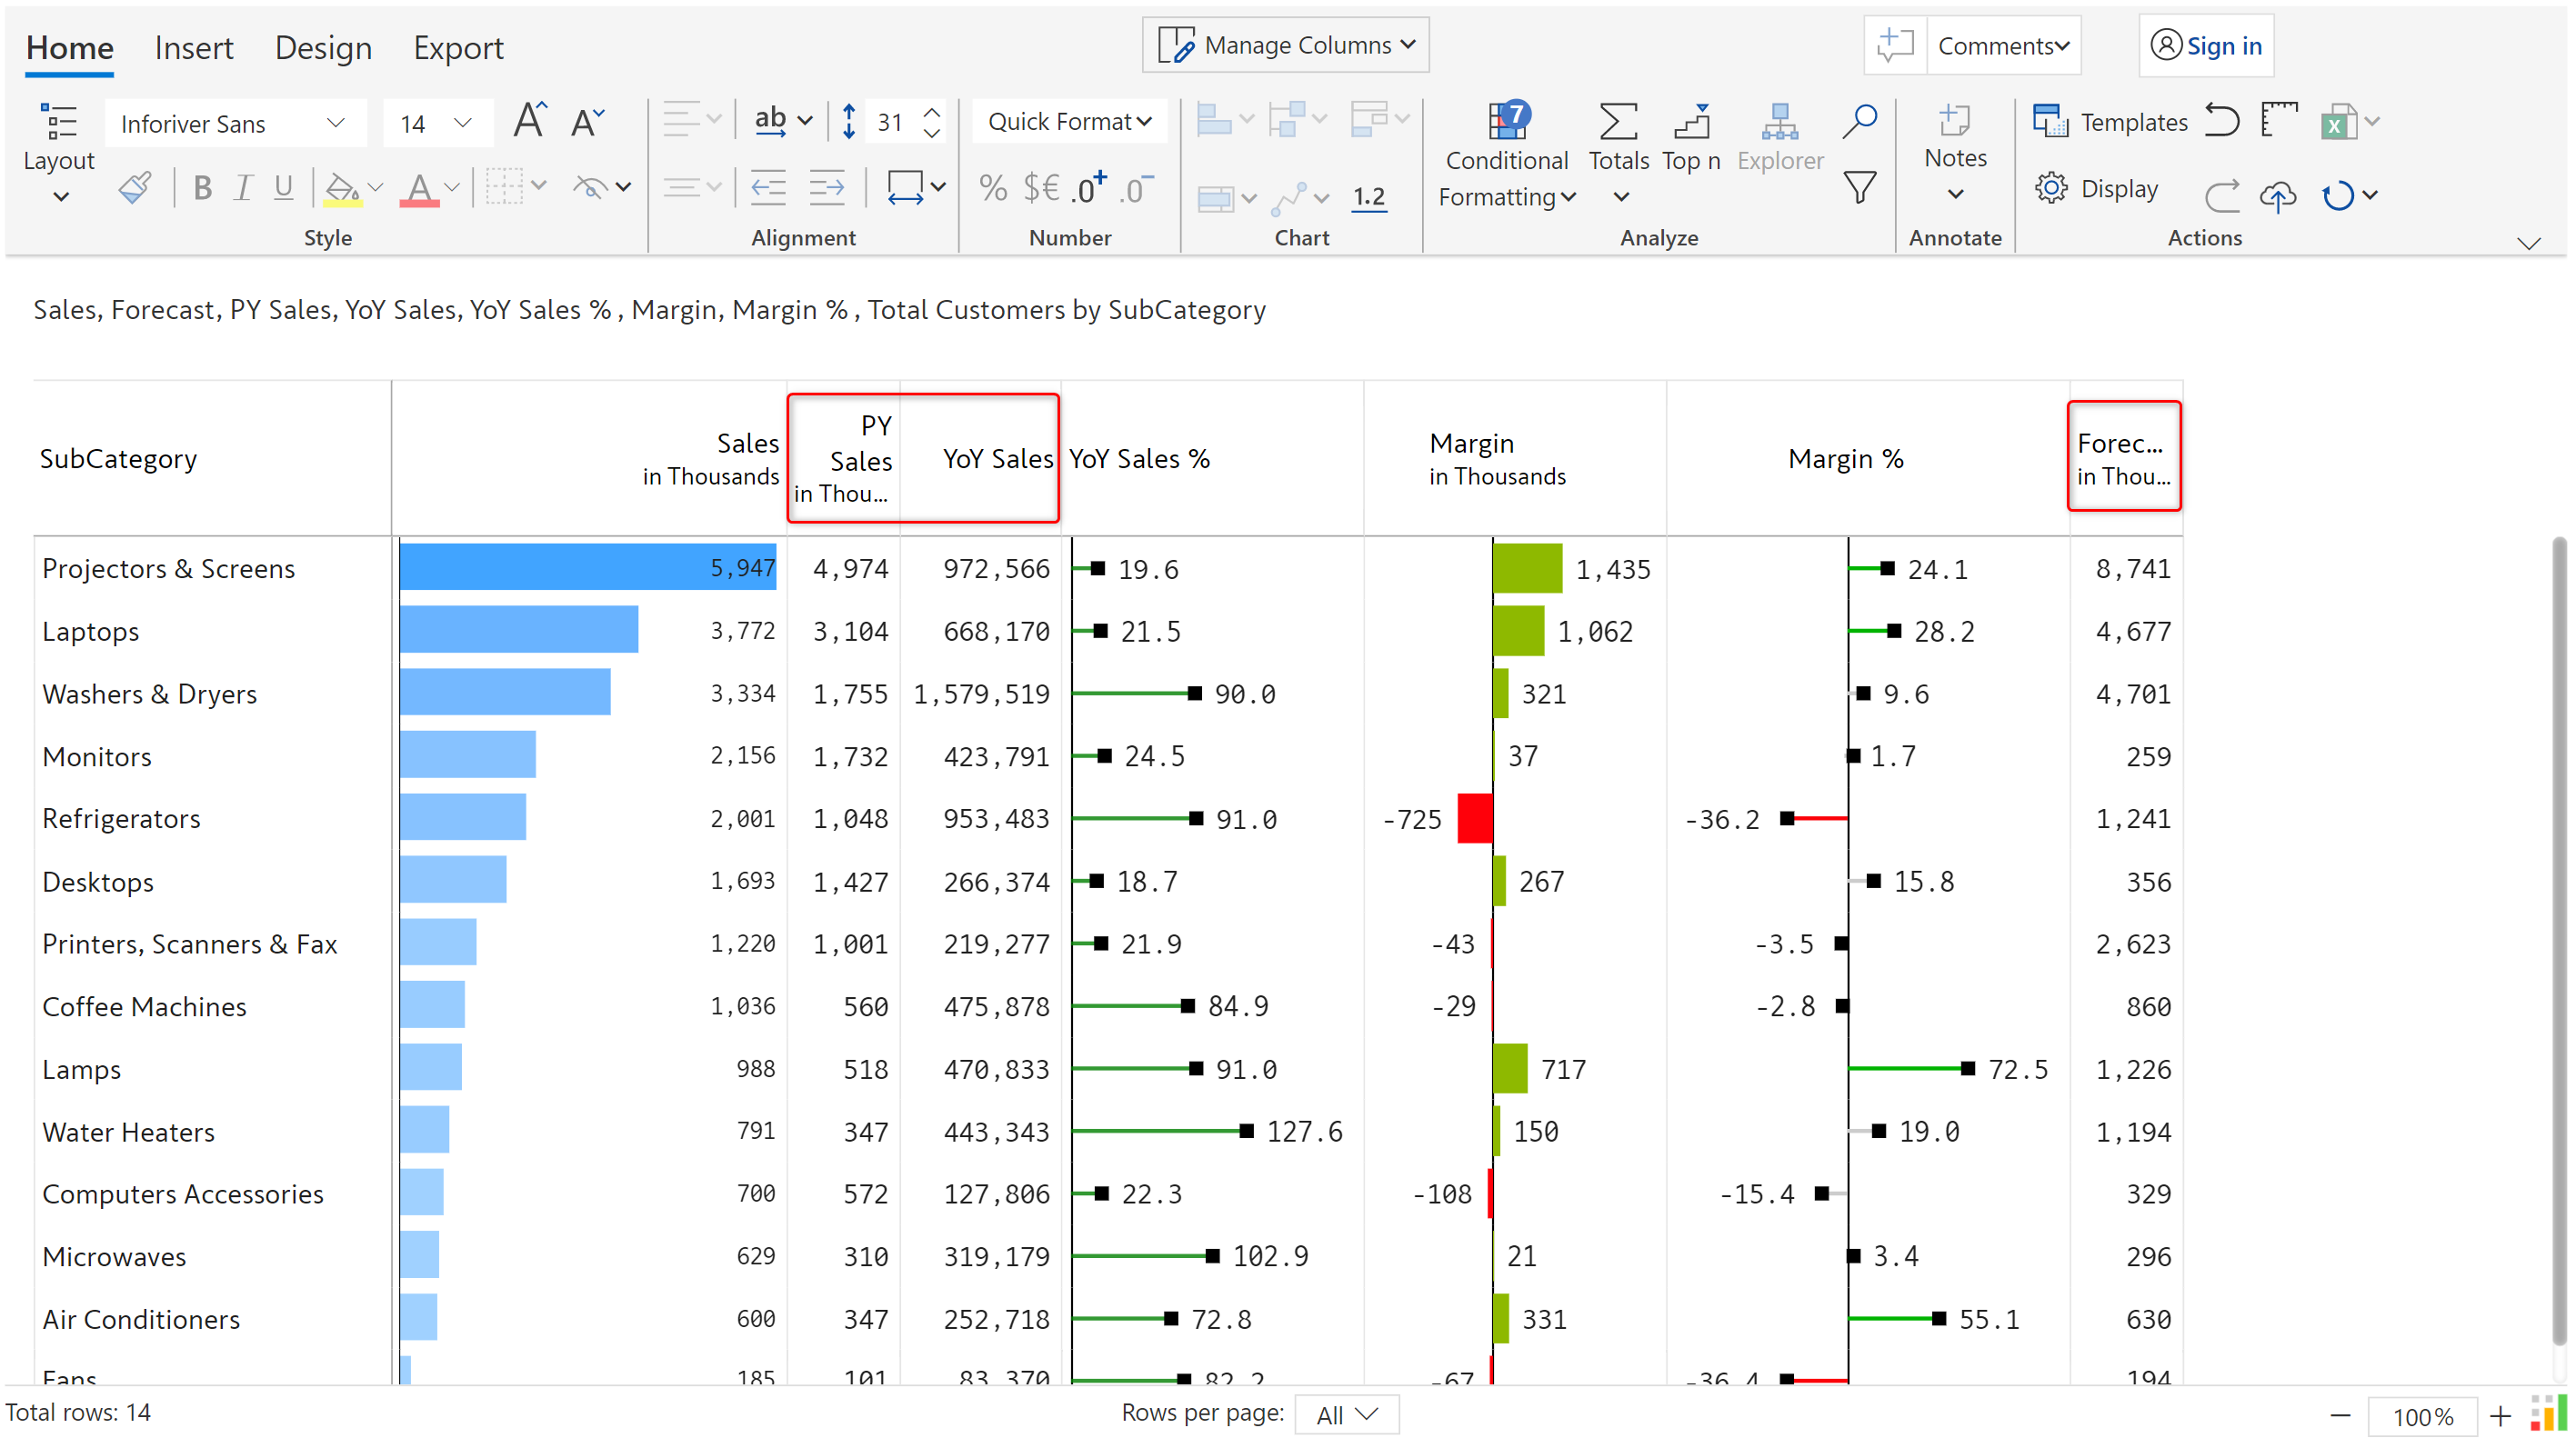 Home Insert Design Export Manage Columns Comments Sign in
Inforiver Sans 14 ab 31 Quick Format 7 Templates
Layout Conditional Formatting Totals Top n Explorer Notes
B I U A % $€ .0+ .0- 1.2 Display
Style Alignment Number Chart Analyze Annotate Actions
Sales, Forecast, PY Sales, YoY Sales, YoY Sales % , Margin, Margin % , Total Customers by SubCategory
SubCategory Sales in Thousands PY Sales in Thou... YoY Sales YoY Sales % Margin in Thousands Margin % Forec... in Thou...
Projectors & Screens 5,947 4,974 972,566 19.6 1,435 24.1 8,741
Laptops 3,772 3,104 668,170 21.5 1,062 28.2 4,677
Washers & Dryers 3,334 1,755 1,579,519 90.0 321 9.6 4,701
Monitors 2,156 1,732 423,791 24.5 37 1.7 259
Refrigerators 2,001 1,048 953,483 91.0 -725 -36.2 1,241
Desktops 1,693 1,427 266,374 18.7 267 15.8 356
Printers, Scanners & Fax 1,220 1,001 219,277 21.9 -43 -3.5 2,623
Coffee Machines 1,036 560 475,878 84.9 -29 -2.8 860
Lamps 988 518 470,833 91.0 717 72.5 1,226
Water Heaters 791 347 443,343 127.6 150 19.0 1,194
Computers Accessories 700 572 127,806 22.3 -108 -15.4 329
Microwaves 629 310 319,179 102.9 21 3.4 296
Air Conditioners 600 347 252,718 72.8 331 55.1 630
Fans 185 101 83,370 82.2 -67 -36.4 194
Total rows: 14 Rows per page: All 100%